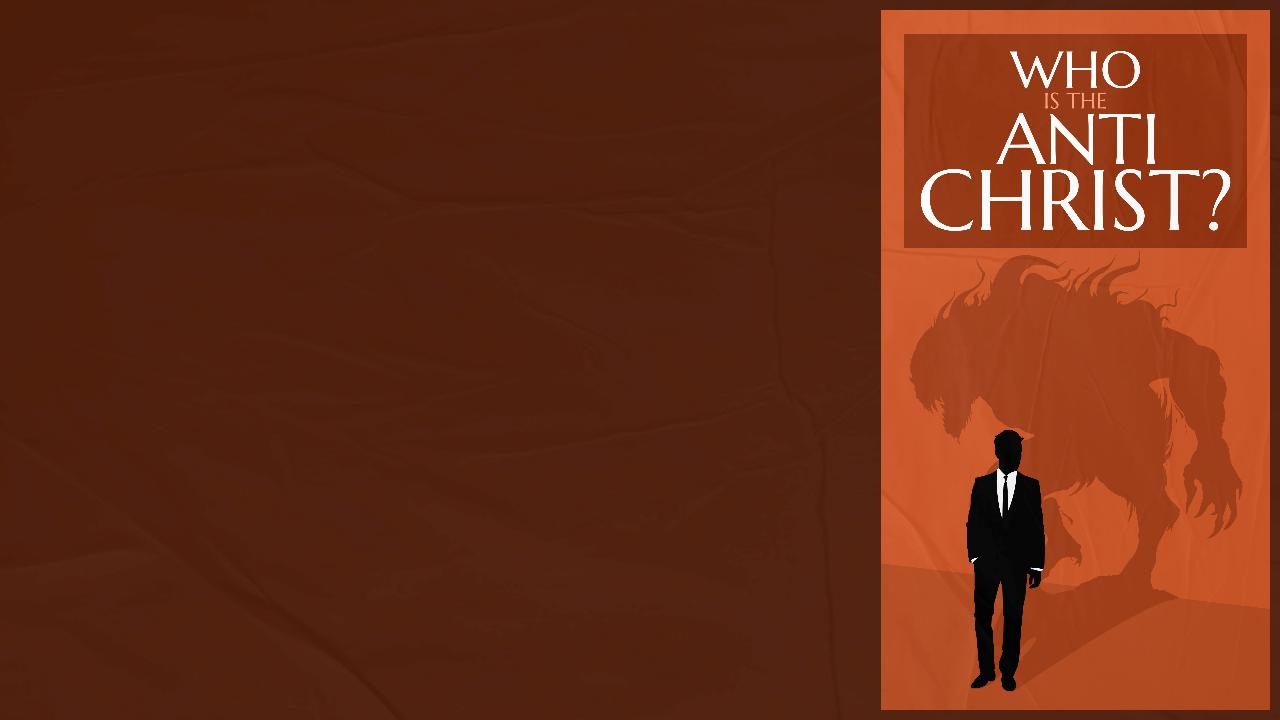 WHO
IS THE
ANTI
CHRIST?